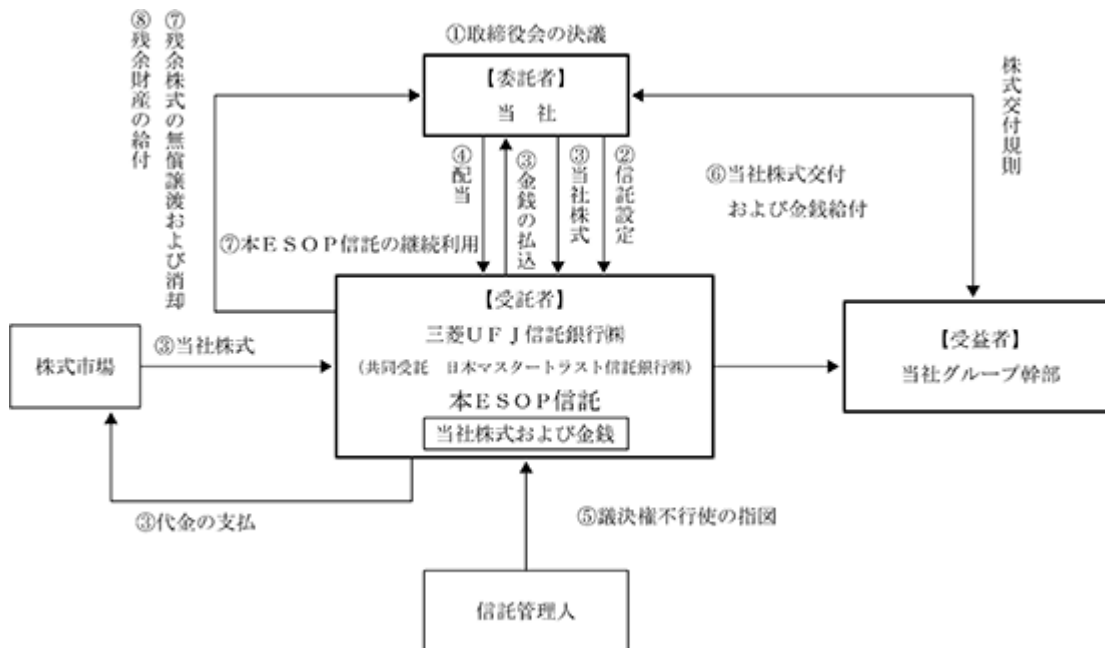 ①取締役会の決議
⑧残余財産の給付
⑦残余株式の無償譲渡および消却
【委託者】
当 社
株式交付規則
④配当
③金銭の払込
③当社株式
②信託設定
⑥当社株式交付
および金銭給付
⑦本ESOP信託の継続利用
【受託者】
三菱UFJ信託銀行㈱
(共同受託 日本マスタートラスト信託銀行㈱)
本ESOP信託
当社株式および金銭
株式市場
③当社株式
【受益者】
当社グループ幹部
③代金の支払
⑤議決権不行使の指図
信託管理人